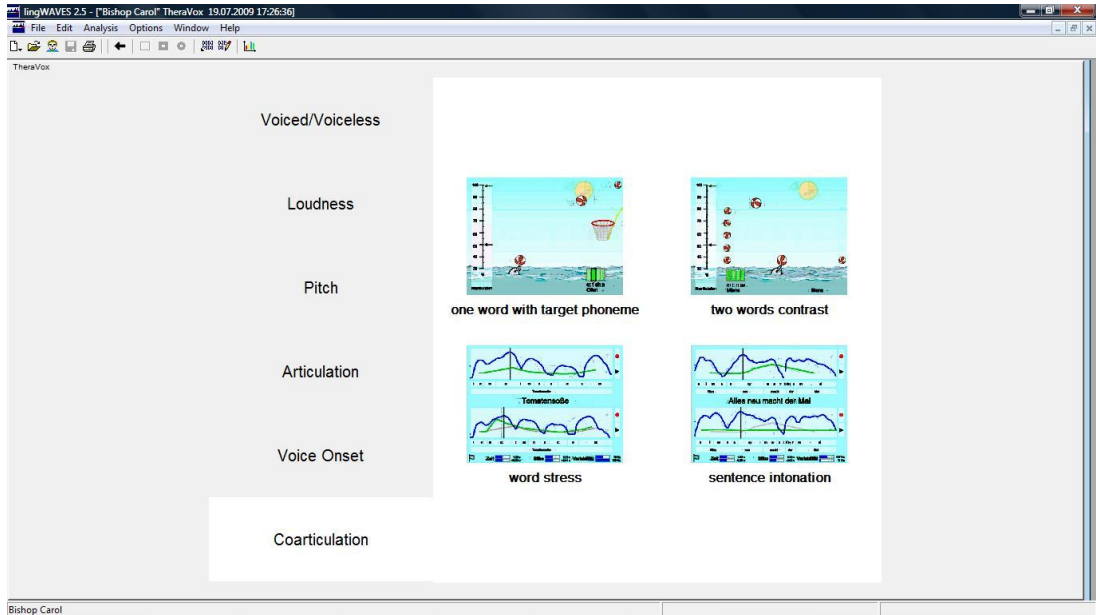 lingWAVES 2.5 - ["Bishop Carol" TheraVox 19.07.2009 17:26:36]
File Edit Analysis Options Window Help
TheraVox
Voiced/Voiceless
Loudness
Pitch
Articulation
Voice Onset
Coarticulation
one word with target phoneme
two words contrast
Tomatensoße
Alles neu macht der Mai
word stress
sentence intonation
Bishop Carol